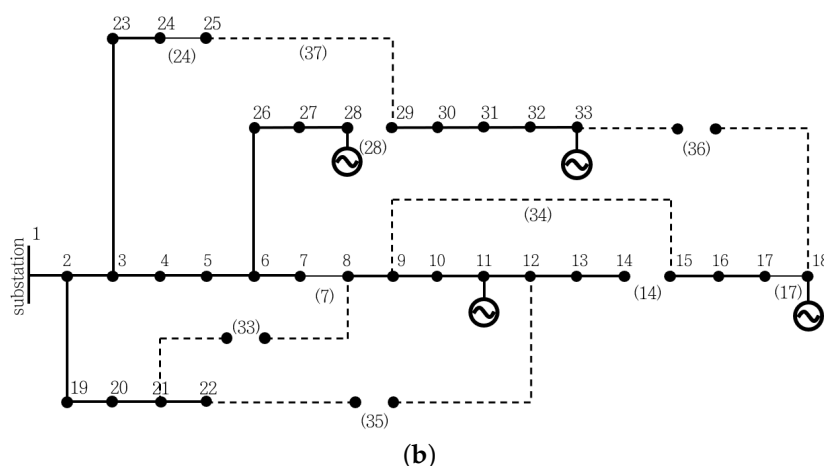 23 24 25
(24) (37)
26 27 28 29 30 31 32 33
(28) (36)
(34)
1
substation
2 3 4 5 6 7 8 9 10 11 12 13 14 15 16 17 18
(7) (14) (17)
(33)
19 20 21 22
(35)
(b)